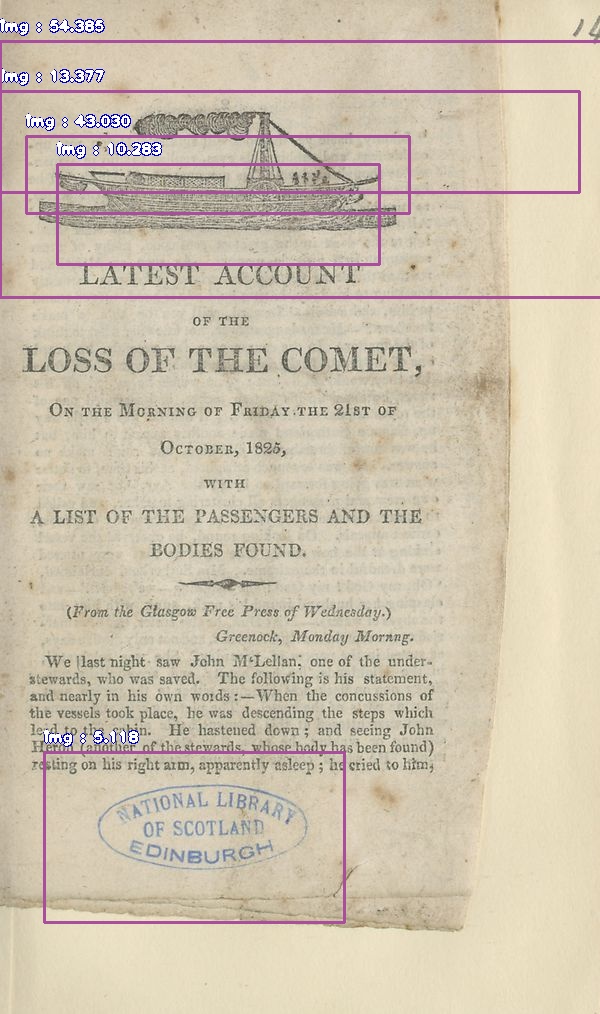 img : 54.385
14
img : 13.377
img : 43.030
img : 10.283
LATEST ACCOUNT
OF THE
LOSS OF THE COMET,
ON THE MORNING OF FRIDAY.THE 21ST OF
OCTOBER, 1825,
WITH
A LIST OF THE PASSENGERS AND THE
BODIES FOUND.
(From the Glasgow Free Press of Wednesday.)
Greenock, Monday Mornng.
We last night saw John M'Lellan, one of the under-
stewards, who was saved. The following is his statement,
and nearly in his own words :—When the concussions of
the vessels took place, he was descending the steps which
lead to the cabin. He hastened down ; and seeing John
Heron (another of the stewards, whose body has been found)
img : 5.118
resting on his right arm, apparently asleep ; he cried to him,
NATIONAL LIBRARY
OF SCOTLAND
EDINBURGH